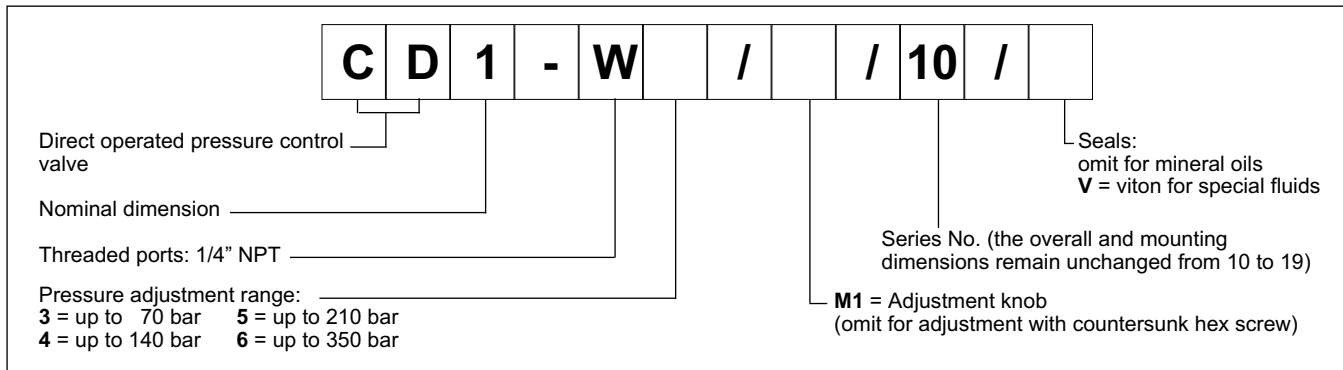 C D 1 - W / / 10 /
Direct operated pressure control
valve
Nominal dimension
Threaded ports: 1/4” NPT
Pressure adjustment range:
3 = up to 70 bar 5 = up to 210 bar
4 = up to 140 bar 6 = up to 350 bar
Seals:
omit for mineral oils
V = viton for special fluids
Series No. (the overall and mounting
dimensions remain unchanged from 10 to 19)
M1 = Adjustment knob
(omit for adjustment with countersunk hex screw)